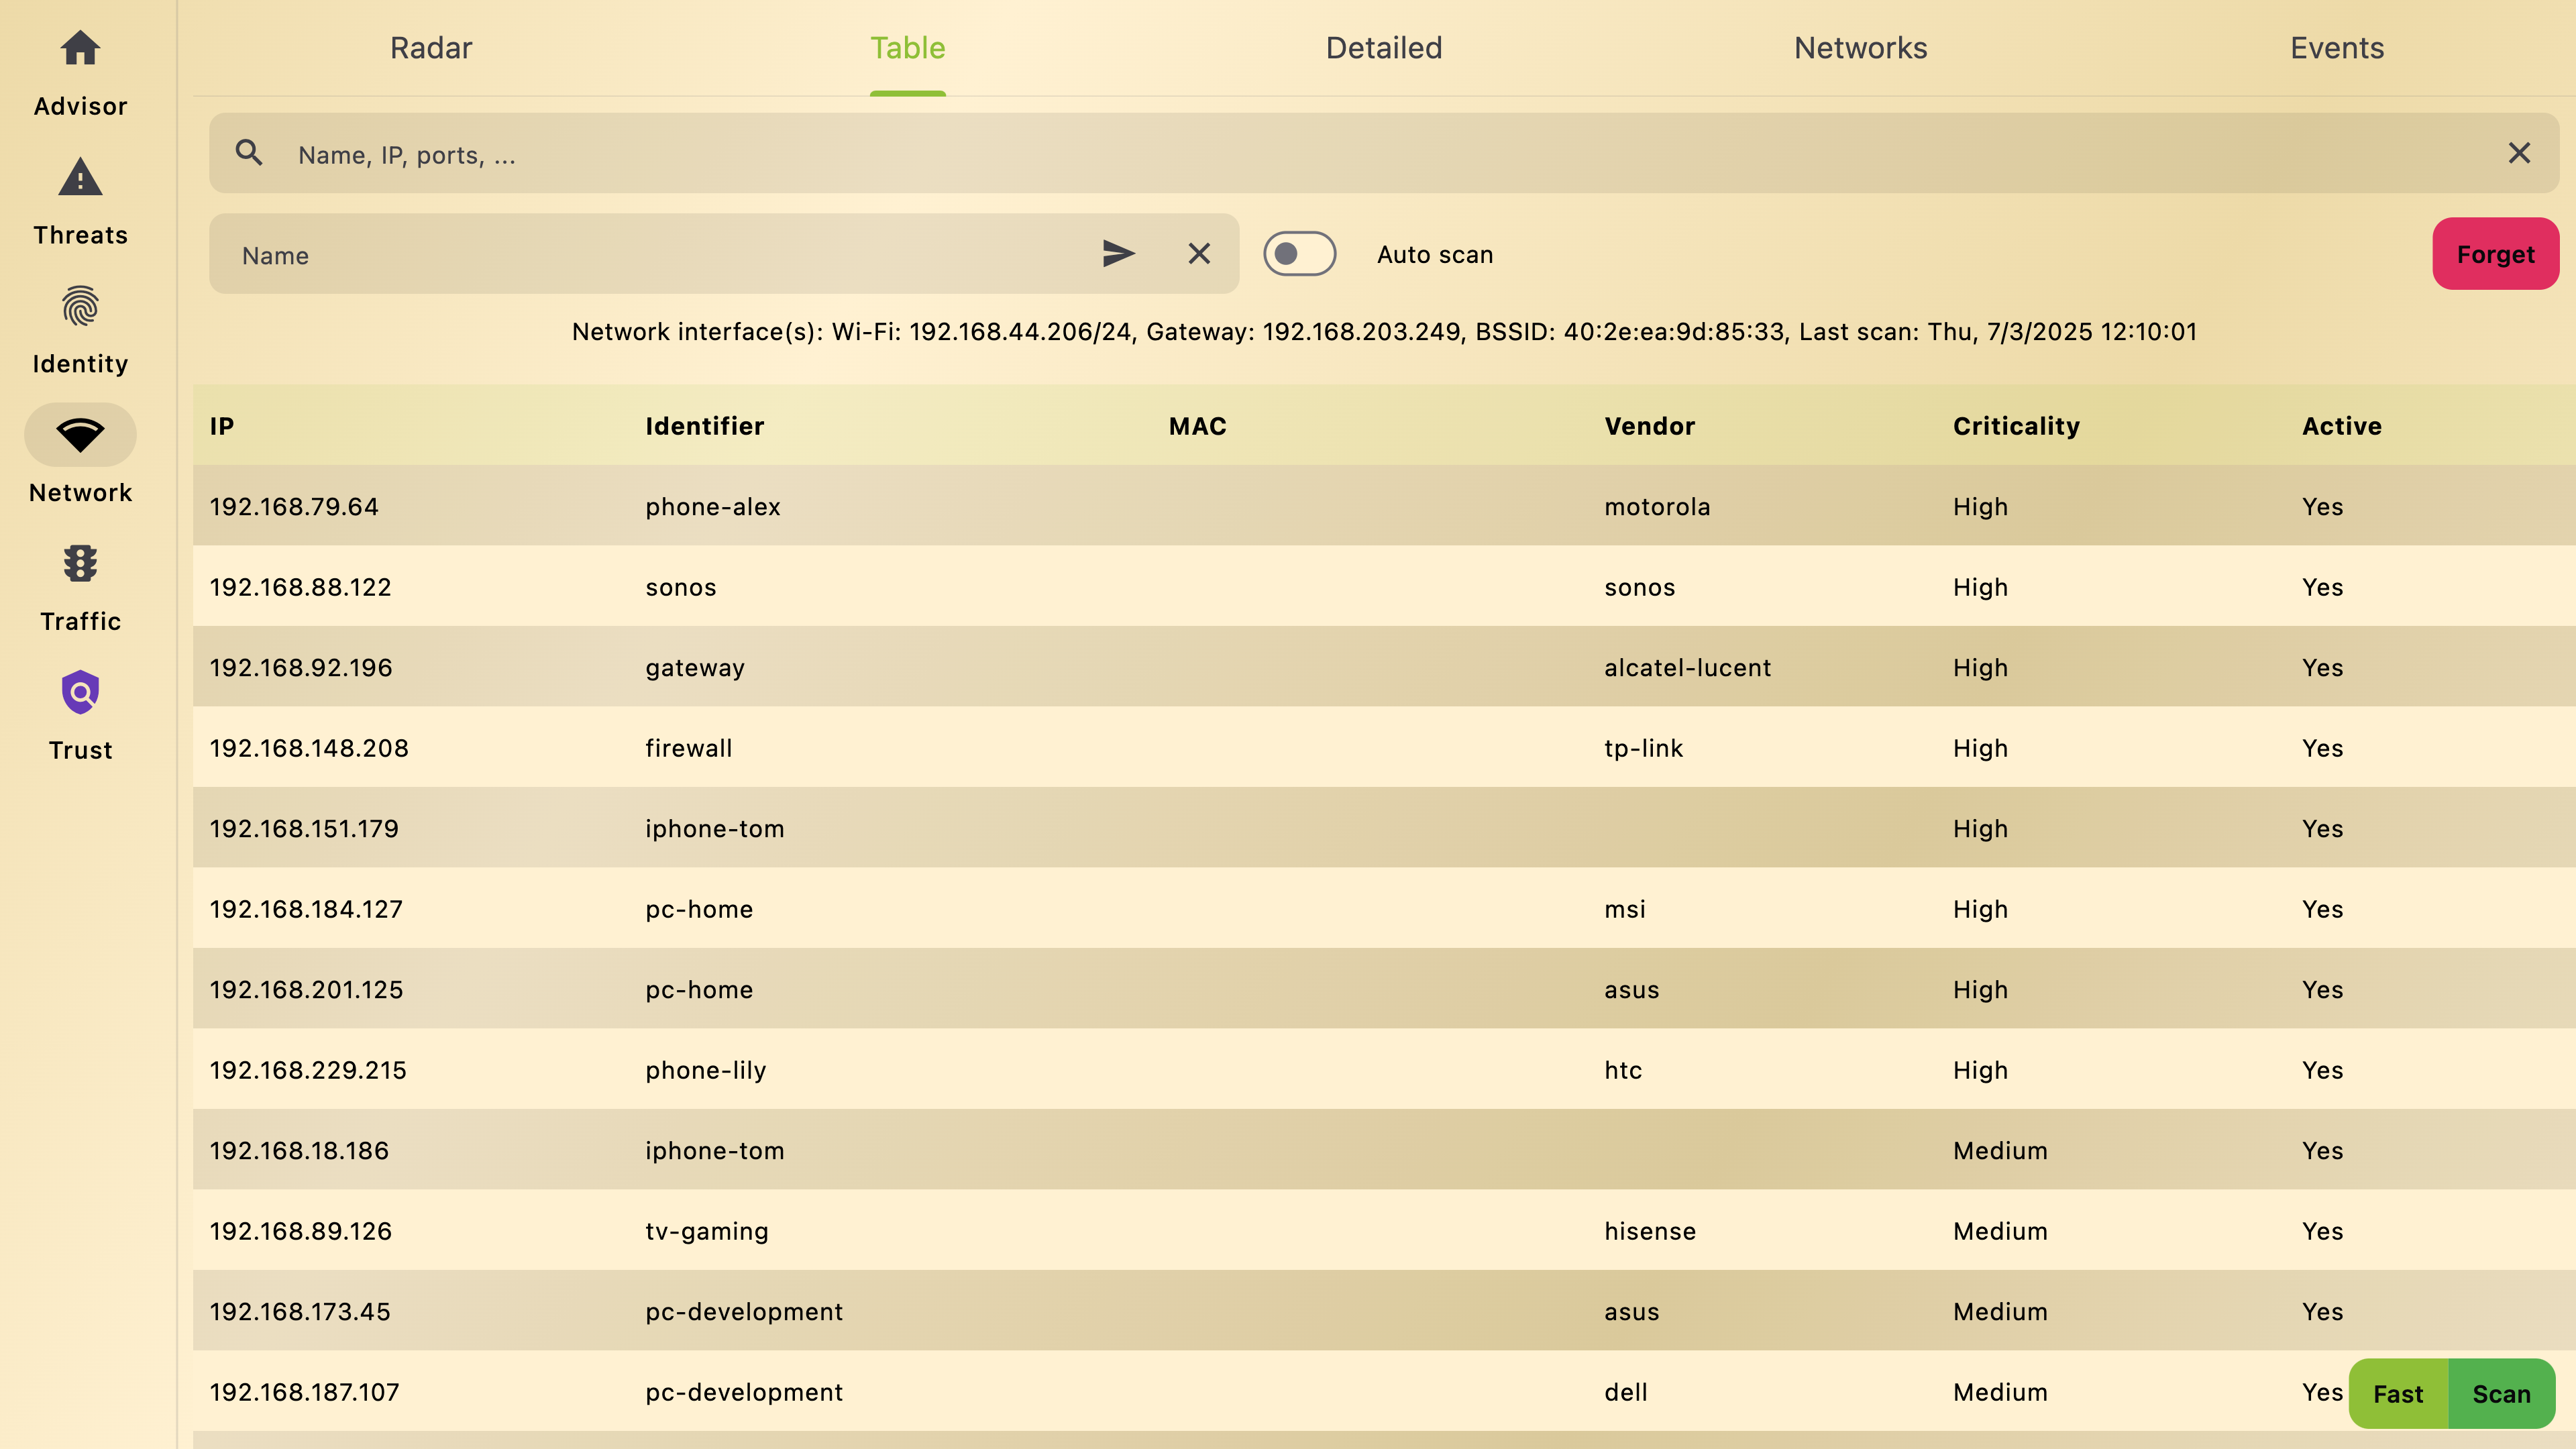 Advisor
Threats
Identity
Network
Traffic
Trust
Radar Table Detailed Networks Events
Name, IP, ports, ...
Name
Auto scan
Forget
Network interface(s): Wi-Fi: 192.168.44.206/24, Gateway: 192.168.203.249, BSSID: 40:2e:ea:9d:85:33, Last scan: Thu, 7/3/2025 12:10:01
IP Identifier MAC Vendor Criticality Active
192.168.79.64 phone-alex motorola High Yes
192.168.88.122 sonos sonos High Yes
192.168.92.196 gateway alcatel-lucent High Yes
192.168.148.208 firewall tp-link High Yes
192.168.151.179 iphone-tom High Yes
192.168.184.127 pc-home msi High Yes
192.168.201.125 pc-home asus High Yes
192.168.229.215 phone-lily htc High Yes
192.168.18.186 iphone-tom Medium Yes
192.168.89.126 tv-gaming hisense Medium Yes
192.168.173.45 pc-development asus Medium Yes
192.168.187.107 pc-development dell Medium Yes
Fast Scan